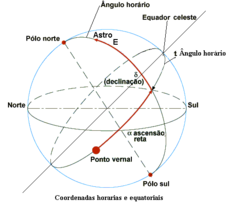 Ângulo horário
Equador celeste
Pólo norte
Astro
E
t Ângulo horário
δ
(declinação)
Norte
Sul
α ascensão
reta
Ponto vernal
Pólo sul
Coordenadas horarias e equatoriais